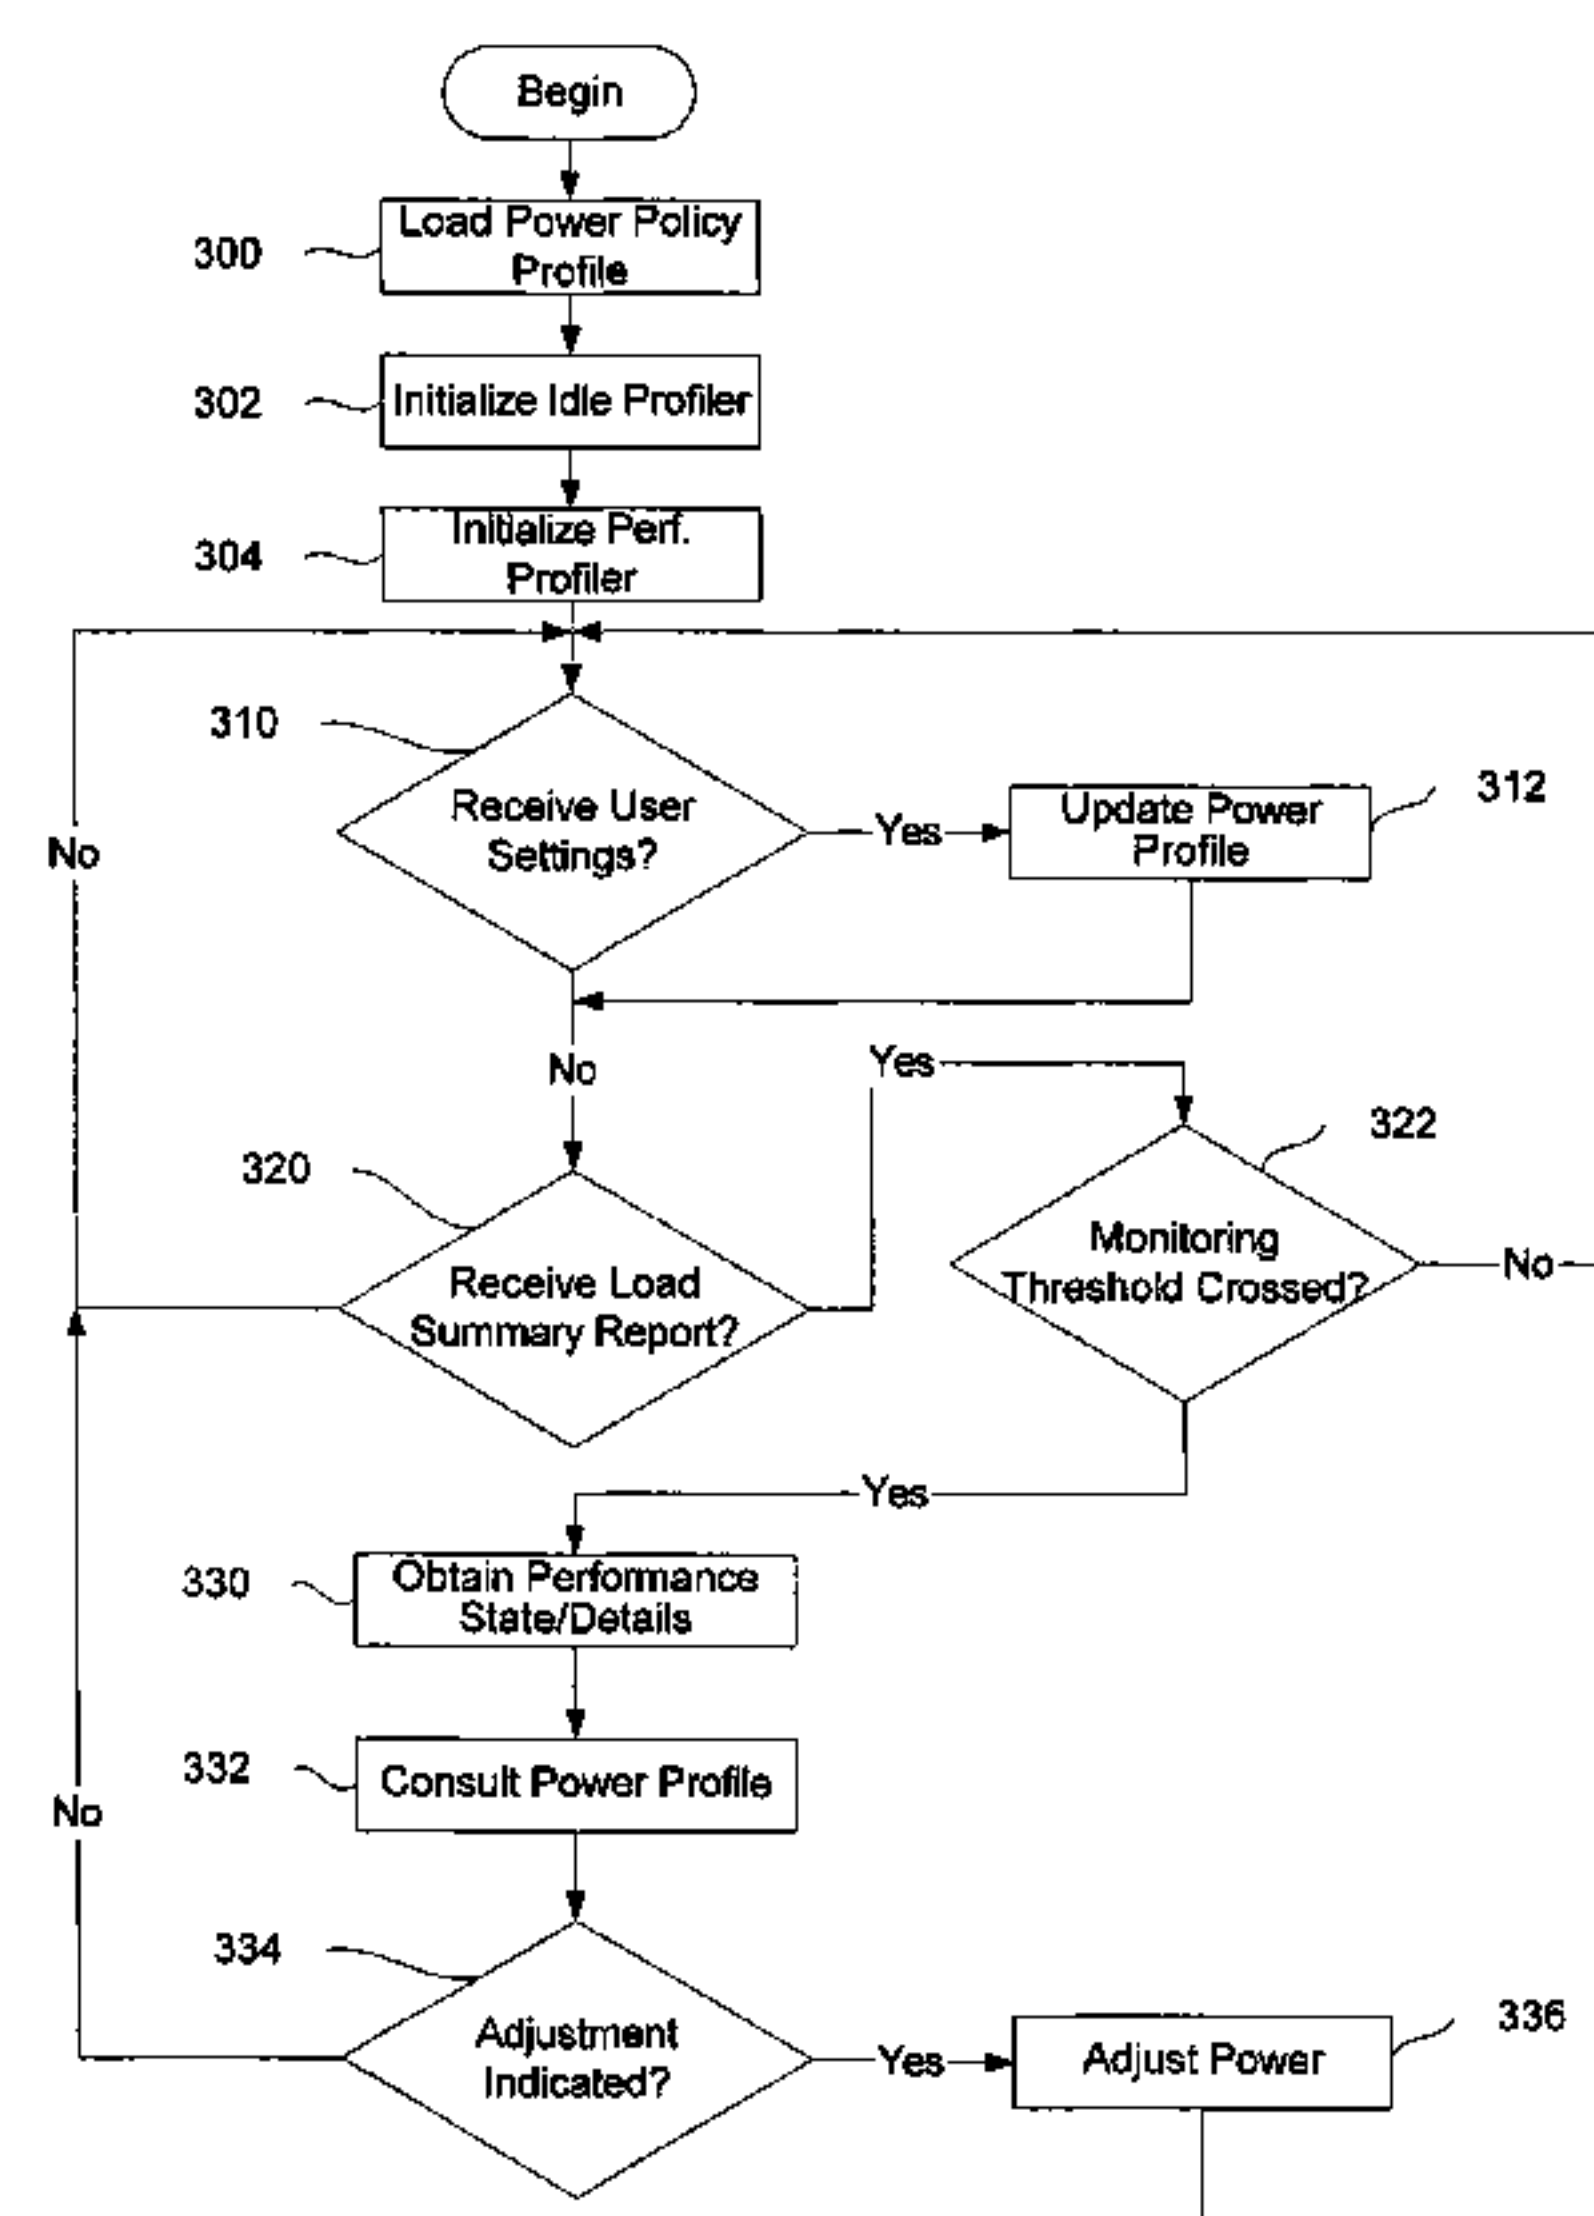 Begin
300
Load Power Policy
Profile
302
Initialize Idle Profiler
304
Initialize Perf.
Profiler
310
Receive User
Settings?
Yes
Update Power
Profile
312
No
No
Yes
320
Receive Load
Summary Report?
322
Monitoring
Threshold Crossed?
No
Yes
330
Obtain Performance
State/Details
332
Consult Power Profile
No
334
Adjustment
Indicated?
Yes
Adjust Power
336